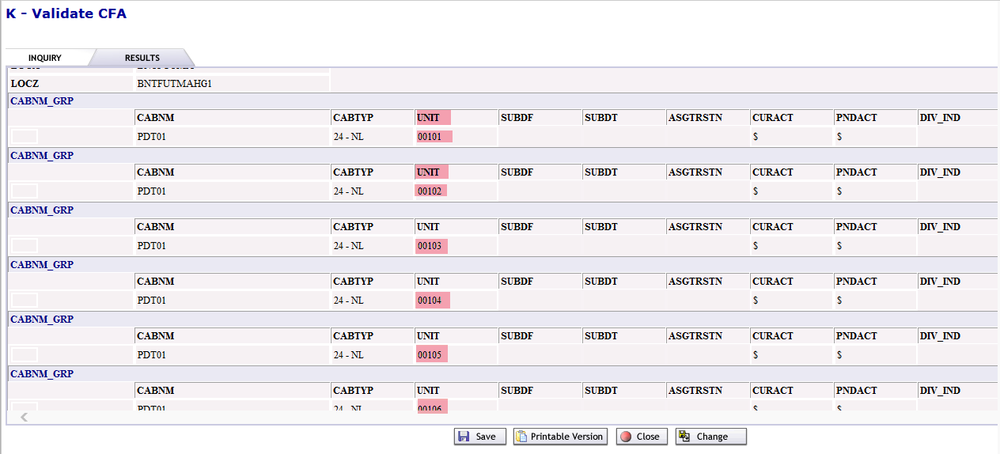 K - Validate CFA
INQUIRY RESULTS
LOCZ BNTFUTMAHG1
CABNM_GRP
CABNM CABTYP UNIT SUBDF SUBDT ASGTRSTN CURACT PNDACT DIV_IND
PDT01 24 - NL 00101 $ $
CABNM_GRP
CABNM CABTYP UNIT SUBDF SUBDT ASGTRSTN CURACT PNDACT DIV_IND
PDT01 24 - NL 00102 $ $
CABNM_GRP
CABNM CABTYP UNIT SUBDF SUBDT ASGTRSTN CURACT PNDACT DIV_IND
PDT01 24 - NL 00103 $ $
CABNM_GRP
CABNM CABTYP UNIT SUBDF SUBDT ASGTRSTN CURACT PNDACT DIV_IND
PDT01 24 - NL 00104 $ $
CABNM_GRP
CABNM CABTYP UNIT SUBDF SUBDT ASGTRSTN CURACT PNDACT DIV_IND
PDT01 24 - NL 00105 $ $
CABNM_GRP
CABNM CABTYP UNIT SUBDF SUBDT ASGTRSTN CURACT PNDACT DIV_IND
PDT01 24 - NL 00106 $ $
Save Printable Version Close Change